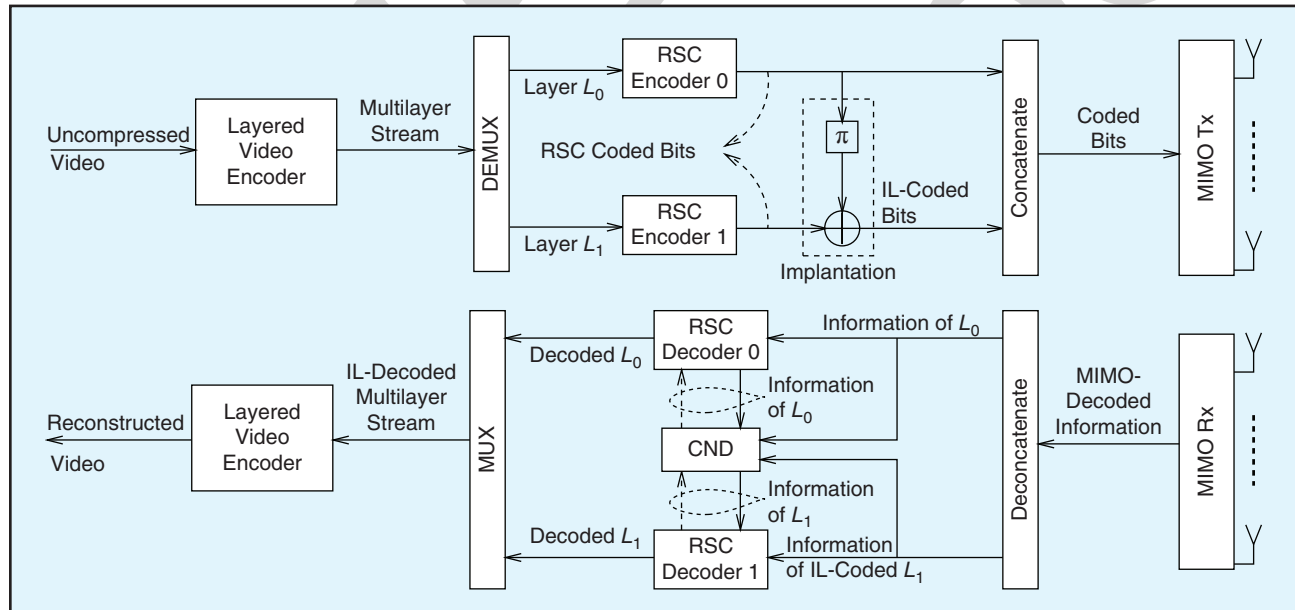 Uncompressed
Video
Layered
Video
Encoder
Multilayer
Stream
DEMUX
Layer L0
RSC
Encoder 0
RSC Coded Bits
Layer L1
RSC
Encoder 1
π
IL-Coded
Bits
Implantation
Concatenate
Coded
Bits
MIMO Tx
Reconstructed
Video
Layered
Video
Encoder
IL-Decoded
Multilayer
Stream
MUX
Decoded L0
RSC
Decoder 0
Information of L0
Information
of L0
CND
Information
of L1
Decoded L1
RSC
Decoder 1
Information
of IL-Coded L1
Deconcatenate
MIMO-
Decoded
Information
MIMO Rx